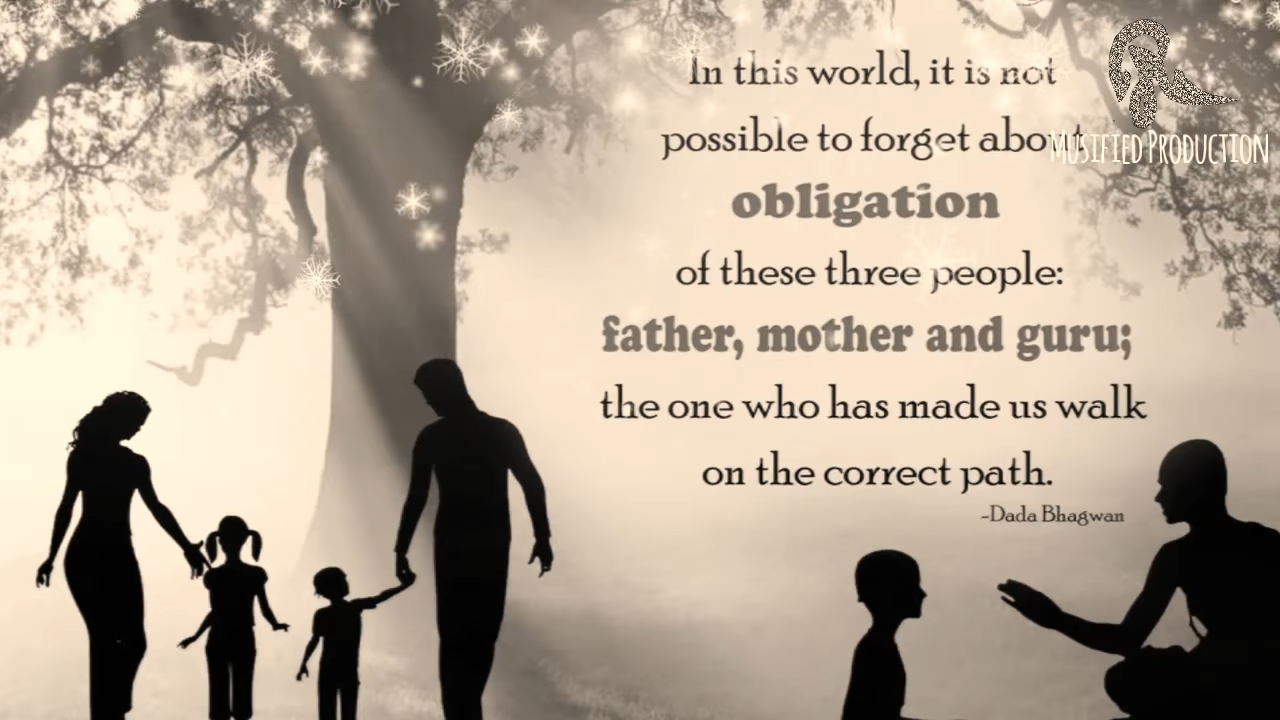 In this world, it is not
possible to forget about
obligation
of these three people:
father, mother and guru;
the one who has made us walk
on the correct path.
-Dada Bhagwan
Musified Production